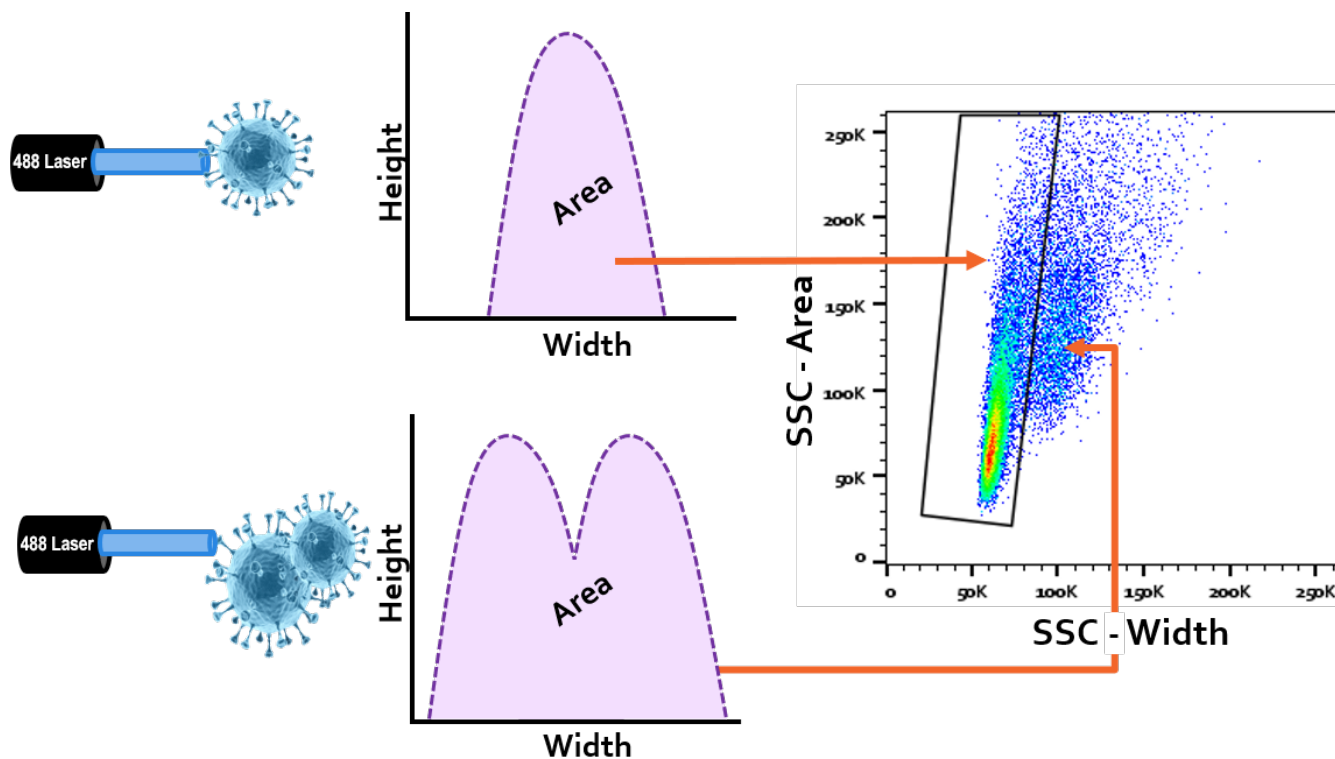 488 Laser
Height
Area
Width
488 Laser
Height
Area
Width
SSC - Area
250K
200K
150K
100K
50K
0
0
50K
100K
150K
200K
250K
SSC - Width